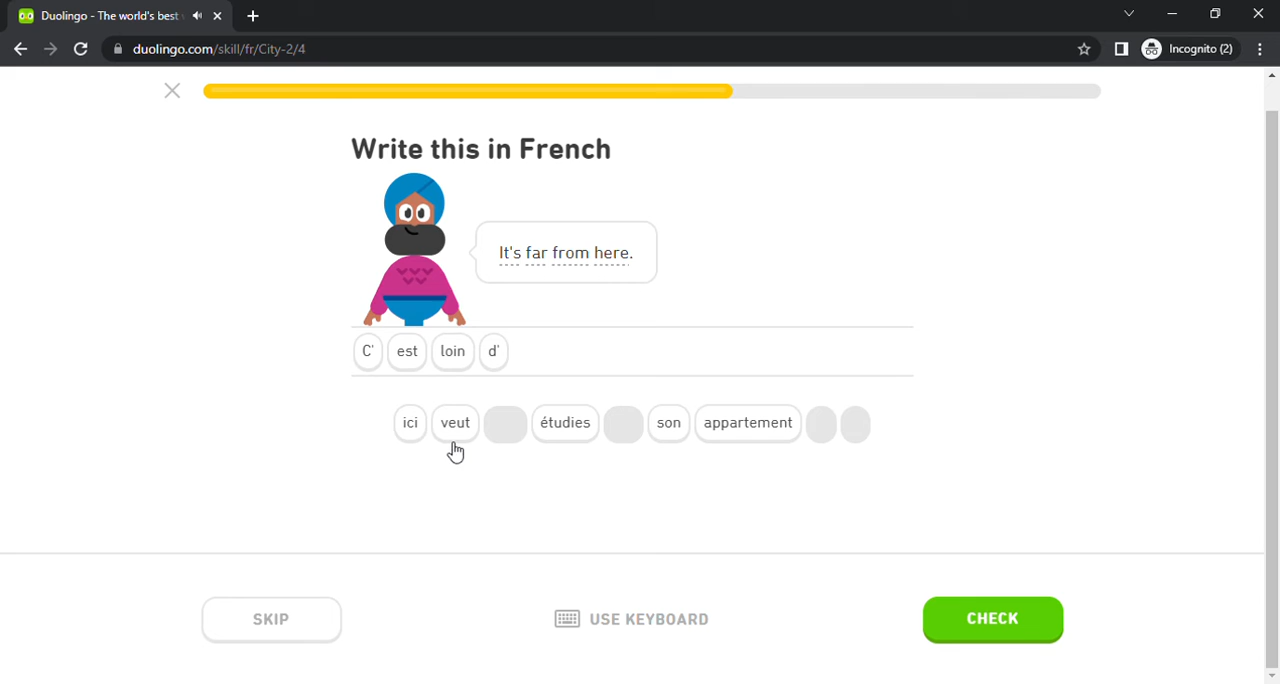 Duolingo - The world's best
duolingo.com/skill/fr/City-2/4
Incognito (2)
Write this in French
It's far from here.
C' est loin d'
ici veut études son appartement
SKIP
USE KEYBOARD
CHECK